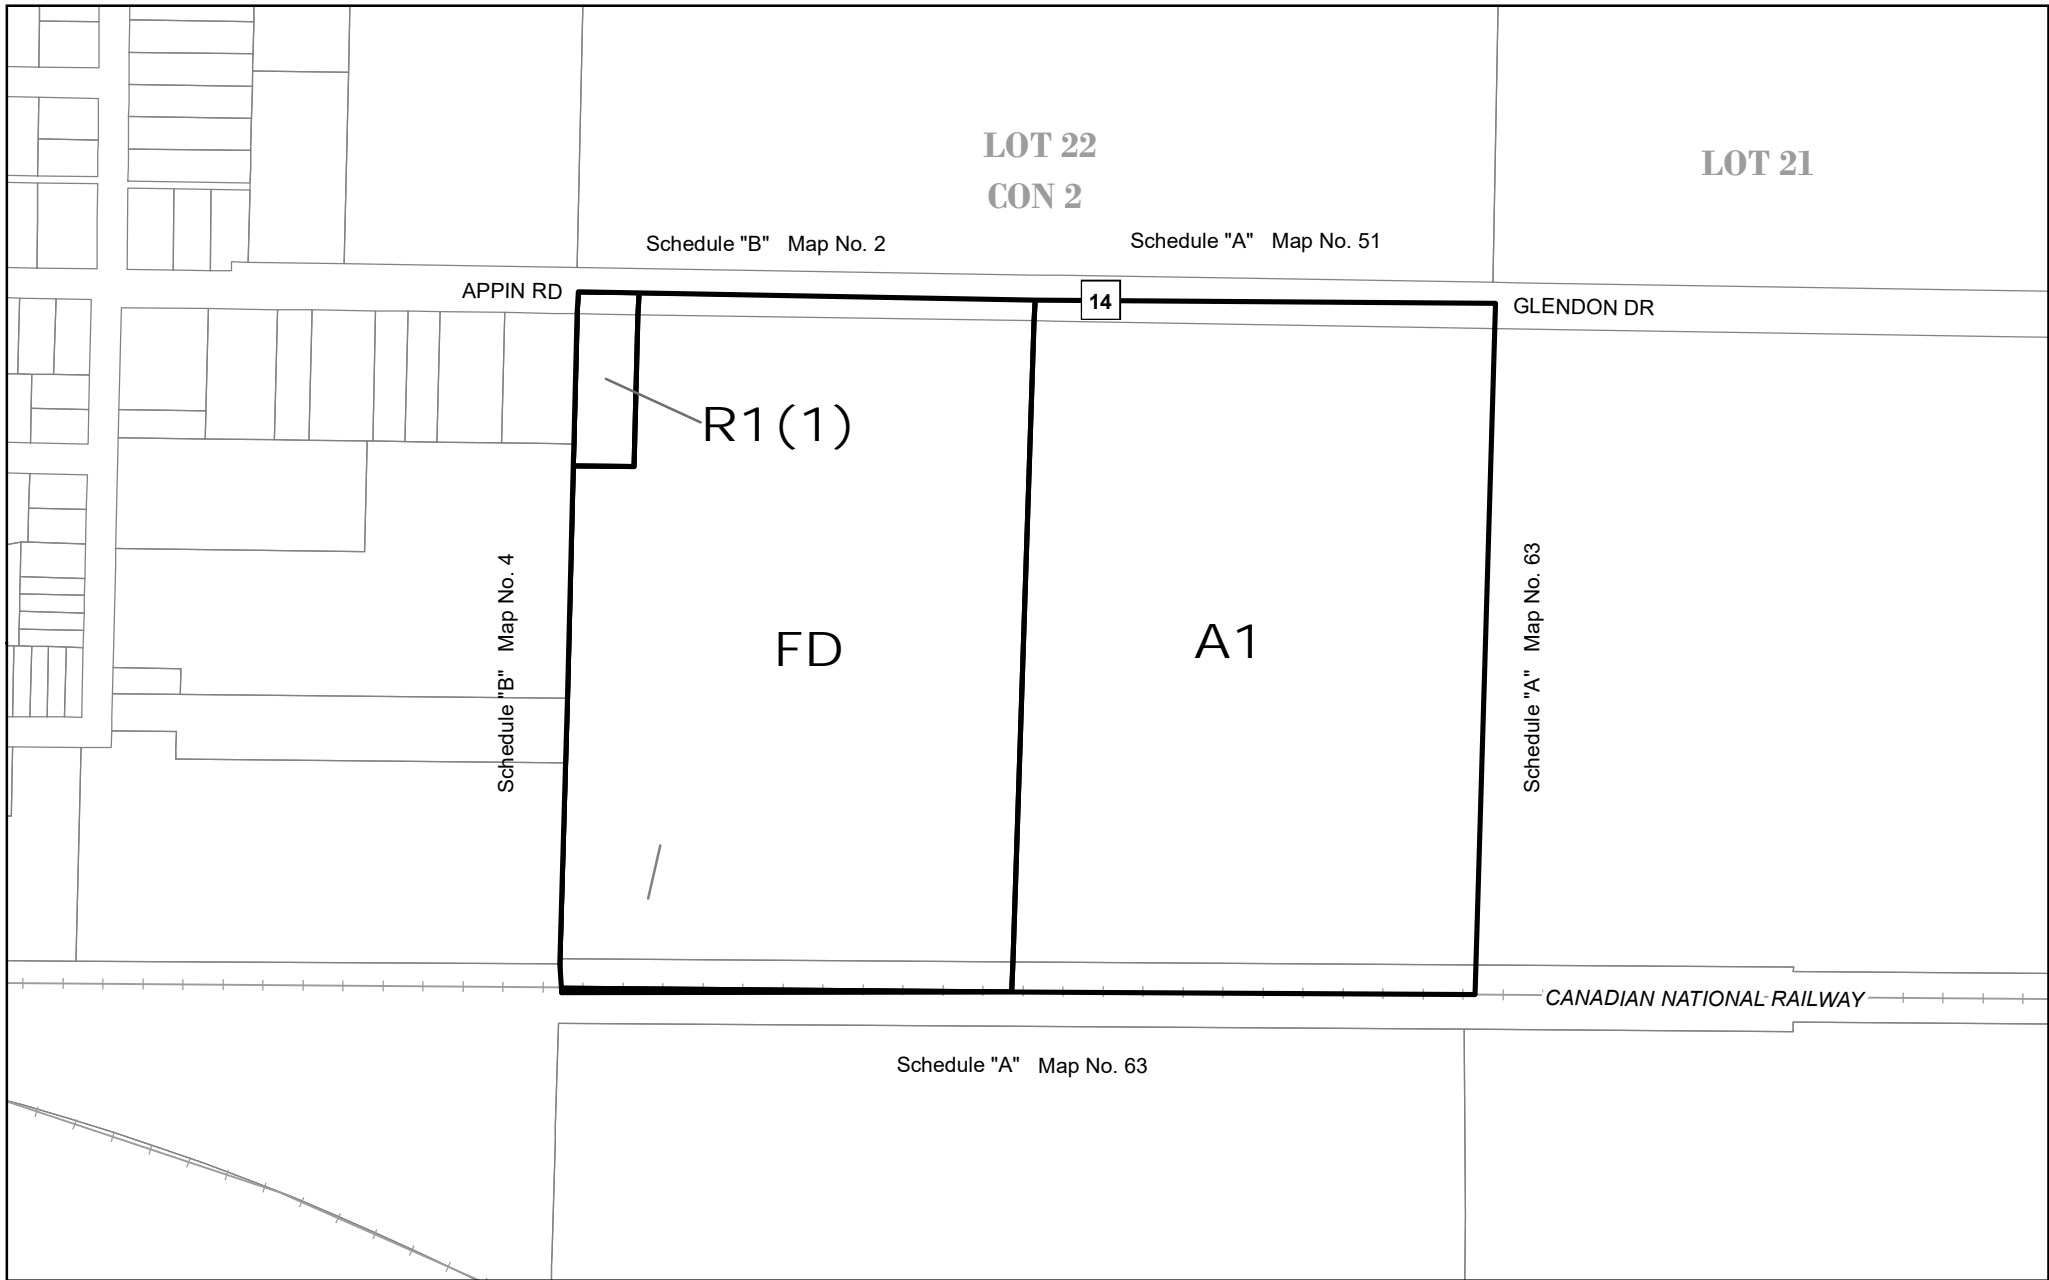 LOT 22
CON 2
LOT 21
Schedule "B" Map No. 2
Schedule "A" Map No. 51
APPIN RD
14
GLENDON DR
R1(1)
Schedule "B" Map No. 4
FD
A1
Schedule "A" Map No. 63
CANADIAN NATIONAL RAILWAY
Schedule "A" Map No. 63